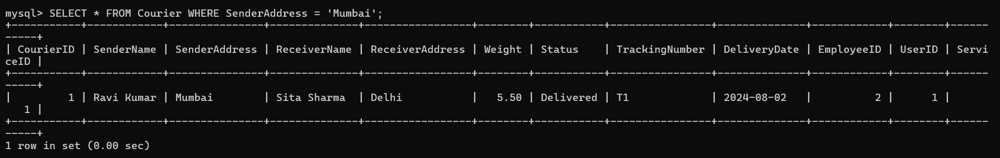 mysql> SELECT * FROM Courier WHERE SenderAddress = 'Mumbai';
+-----------+------------+---------------+--------------+-----------------+--------+-----------+----------------+--------------+------------+--------+------
-----+
| CourierID | SenderName | SenderAddress | ReceiverName | ReceiverAddress | Weight | Status    | TrackingNumber | DeliveryDate | EmployeeID | UserID | Servi
ceID |
+-----------+------------+---------------+--------------+-----------------+--------+-----------+----------------+--------------+------------+--------+------
-----+
|         1 | Ravi Kumar | Mumbai        | Sita Sharma  | Delhi           |   5.50 | Delivered | T1             | 2024-08-02   |          2 |      1 |
   1 |
+-----------+------------+---------------+--------------+-----------------+--------+-----------+----------------+--------------+------------+--------+------
-----+
1 row in set (0.00 sec)